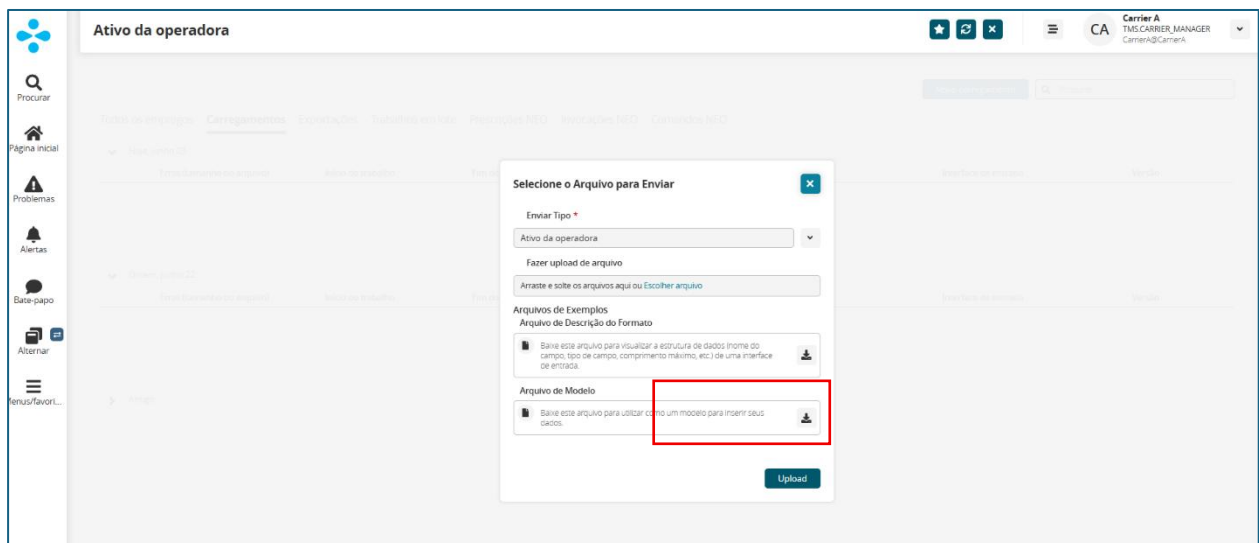 Ativo da operadora
CA
Carrier A
TMS.CARRIER_MANAGER
CarrierA@CarrierA
Procurar
Página inicial
Problemas
Alertas
Bate-papo
Alternar
Menus/favori...
Carregamentos
Selecione o Arquivo para Enviar
Enviar Tipo *
Ativo da operadora
Fazer upload de arquivo
Arraste e solte os arquivos aqui ou Escolher arquivo
Arquivos de Exemplos
Arquivo de Descrição do Formato
Baixe este arquivo para visualizar a estrutura de dados (nome do
campo, tipo de campo, comprimento máximo, etc.) de uma interface
de entrada.
Arquivo de Modelo
Baixe este arquivo para utilizar como um modelo para inserir seus
dados.
Upload